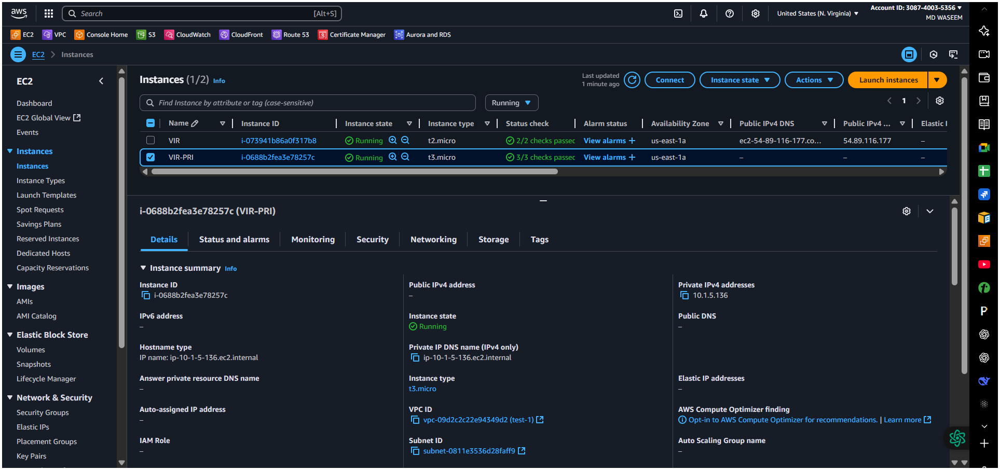 aws
Search [Alt+S]
United States (N. Virginia)
Account ID: 3087-4003-5356
MD WASEEM
EC2 VPC Console Home S3 CloudWatch CloudFront Route 53 Certificate Manager Aurora and RDS
EC2 Instances
EC2
Dashboard
EC2 Global View
Events
Instances
Instances
Instance Types
Launch Templates
Spot Requests
Savings Plans
Reserved Instances
Dedicated Hosts
Capacity Reservations
Images
AMIs
AMI Catalog
Elastic Block Store
Volumes
Snapshots
Lifecycle Manager
Network & Security
Security Groups
Elastic IPs
Placement Groups
Key Pairs
Instances (1/2) Info
Last updated
1 minute ago
Connect Instance state Actions Launch instances
Find Instance by attribute or tag (case-sensitive) Running 1
Name Instance ID Instance state Instance type Status check Alarm status Availability Zone Public IPv4 DNS Public IPv4 ... Elastic I
VIR i-073941b86a0f317b8 Running t2.micro 2/2 checks passec View alarms + us-east-1a ec2-54-89-116-177.co... 54.89.116.177 –
VIR-PRI i-0688b2fea3e78257c Running t3.micro 3/3 checks passec View alarms + us-east-1a – – –
i-0688b2fea3e78257c (VIR-PRI)
Details Status and alarms Monitoring Security Networking Storage Tags
Instance summary Info
Instance ID
i-0688b2fea3e78257c
Public IPv4 address
–
Private IPv4 addresses
10.1.5.136
IPv6 address
–
Instance state
Running
Public DNS
–
Hostname type
IP name: ip-10-1-5-136.ec2.internal
Private IP DNS name (IPv4 only)
ip-10-1-5-136.ec2.internal
Answer private resource DNS name
–
Instance type
t3.micro
Elastic IP addresses
–
Auto-assigned IP address
–
VPC ID
vpc-09d2c2c22e94349d2 (test-1)
AWS Compute Optimizer finding
Opt-in to AWS Compute Optimizer for recommendations. | Learn more
IAM Role
–
Subnet ID
subnet-0811e3536d28faff9
Auto Scaling Group name
–
P